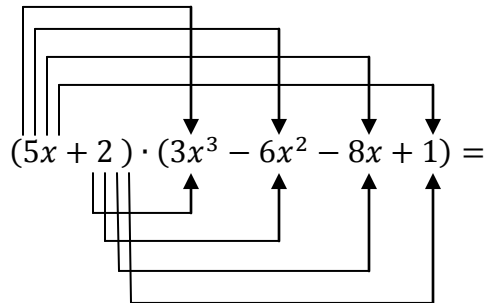 (5x + 2 ) · (3x³ − 6x² − 8x + 1) =